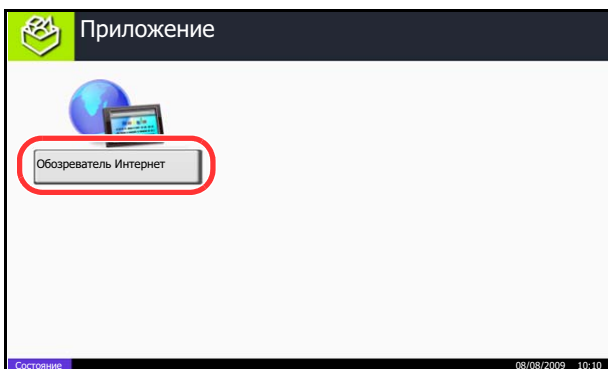 Приложение
Обозреватель Интернет
Состояние 08/08/2009 10:10